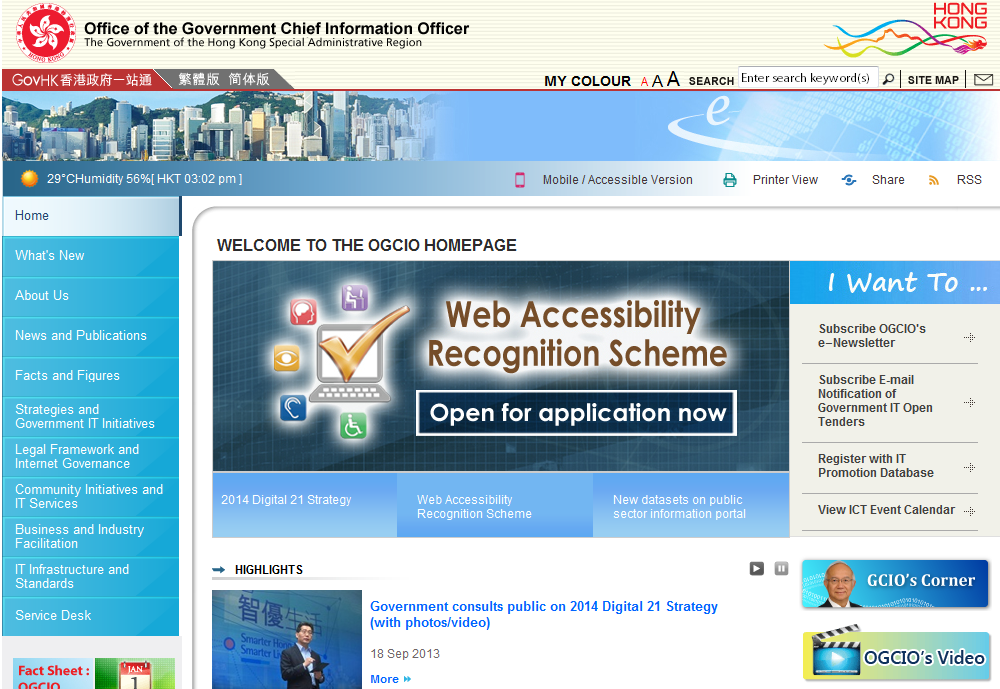 HONG
KONG
Office of the Government Chief Information Officer
The Government of the Hong Kong Special Administrative Region
GovHK香港政府一站通 繁體版 简体版
MY COLOUR A A A SEARCH Enter search keyword(s) SITE MAP
e
29°CHumidity 56%[ HKT 03:02 pm ]
Mobile / Accessible Version Printer View Share RSS
Home
What's New
About Us
News and Publications
Facts and Figures
Strategies and
Government IT Initiatives
Legal Framework and
Internet Governance
Community Initiatives and
IT Services
Business and Industry
Facilitation
IT Infrastructure and
Standards
Service Desk
Fact Sheet :
OGCIO
JAN
1
WELCOME TO THE OGCIO HOMEPAGE
Web Accessibility
Recognition Scheme
Open for application now
2014 Digital 21 Strategy
Web Accessibility
Recognition Scheme
New datasets on public
sector information portal
I Want To ...
Subscribe OGCIO's
e-Newsletter
Subscribe E-mail
Notification of
Government IT Open
Tenders
Register with IT
Promotion Database
View ICT Event Calendar
HIGHLIGHTS
智優生活
Smarter Hon
Smarter Li
Government consults public on 2014 Digital 21 Strategy
(with photos/video)
18 Sep 2013
More
GCIO's Corner
OGCIO's Video